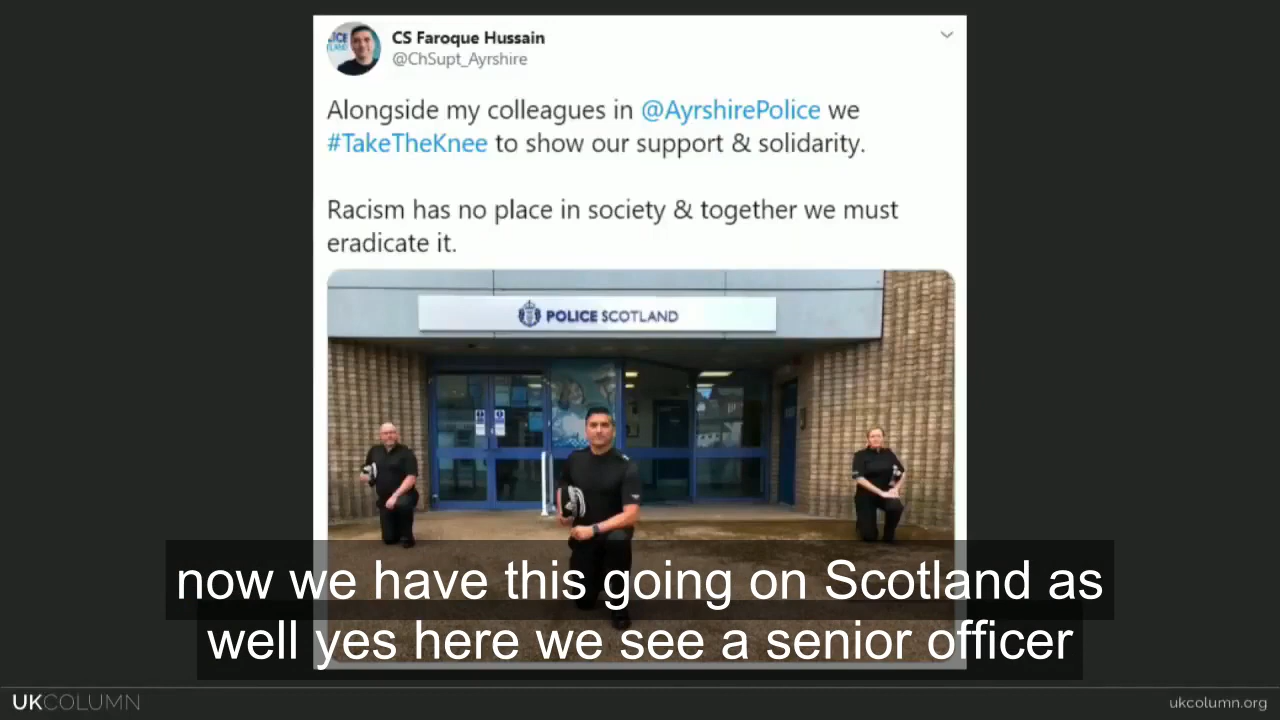 CS Faroque Hussain
@ChSupt_Ayrshire
Alongside my colleagues in @AyrshirePolice we
#TakeTheKnee to show our support & solidarity.
Racism has no place in society & together we must
eradicate it.
POLICE SCOTLAND
now we have this going on Scotland as
well yes here we see a senior officer
UKCOLUMN
ukcolumn.org